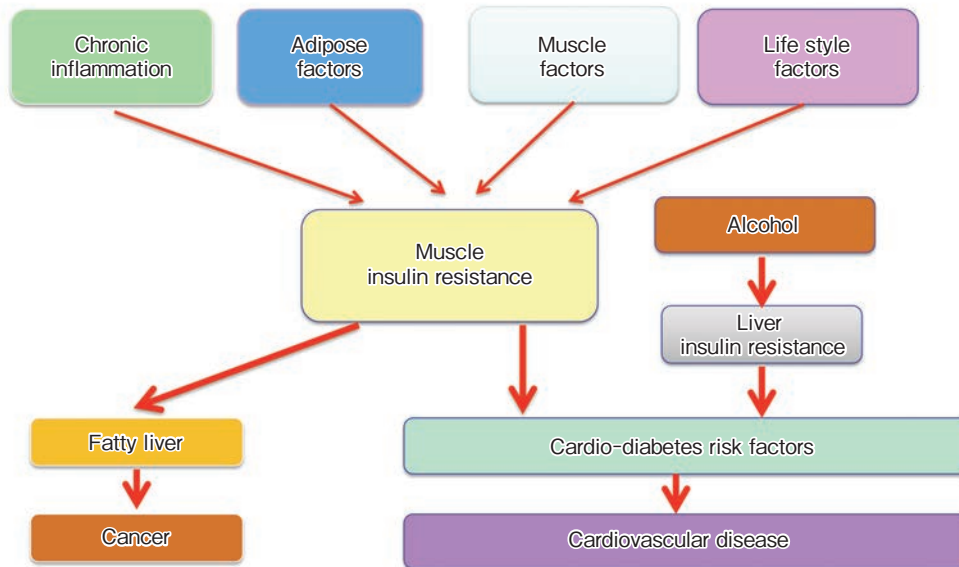 Chronic
inflammation
Adipose
factors
Muscle
factors
Life style
factors
Muscle
insulin resistance
Alcohol
Liver
insulin resistance
Fatty liver
Cardio-diabetes risk factors
Cancer
Cardiovascular disease